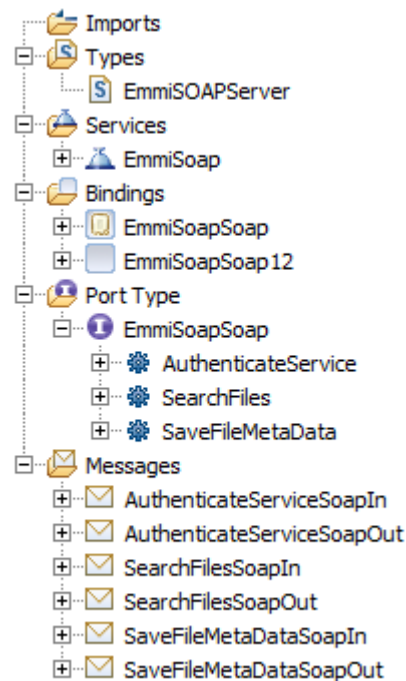 Imports
Types
EmmiSOAPServer
Services
EmmiSoap
Bindings
EmmiSoapSoap
EmmiSoapSoap12
Port Type
EmmiSoapSoap
AuthenticateService
SearchFiles
SaveFileMetaData
Messages
AuthenticateServiceSoapIn
AuthenticateServiceSoapOut
SearchFilesSoapIn
SearchFilesSoapOut
SaveFileMetaDataSoapIn
SaveFileMetaDataSoapOut